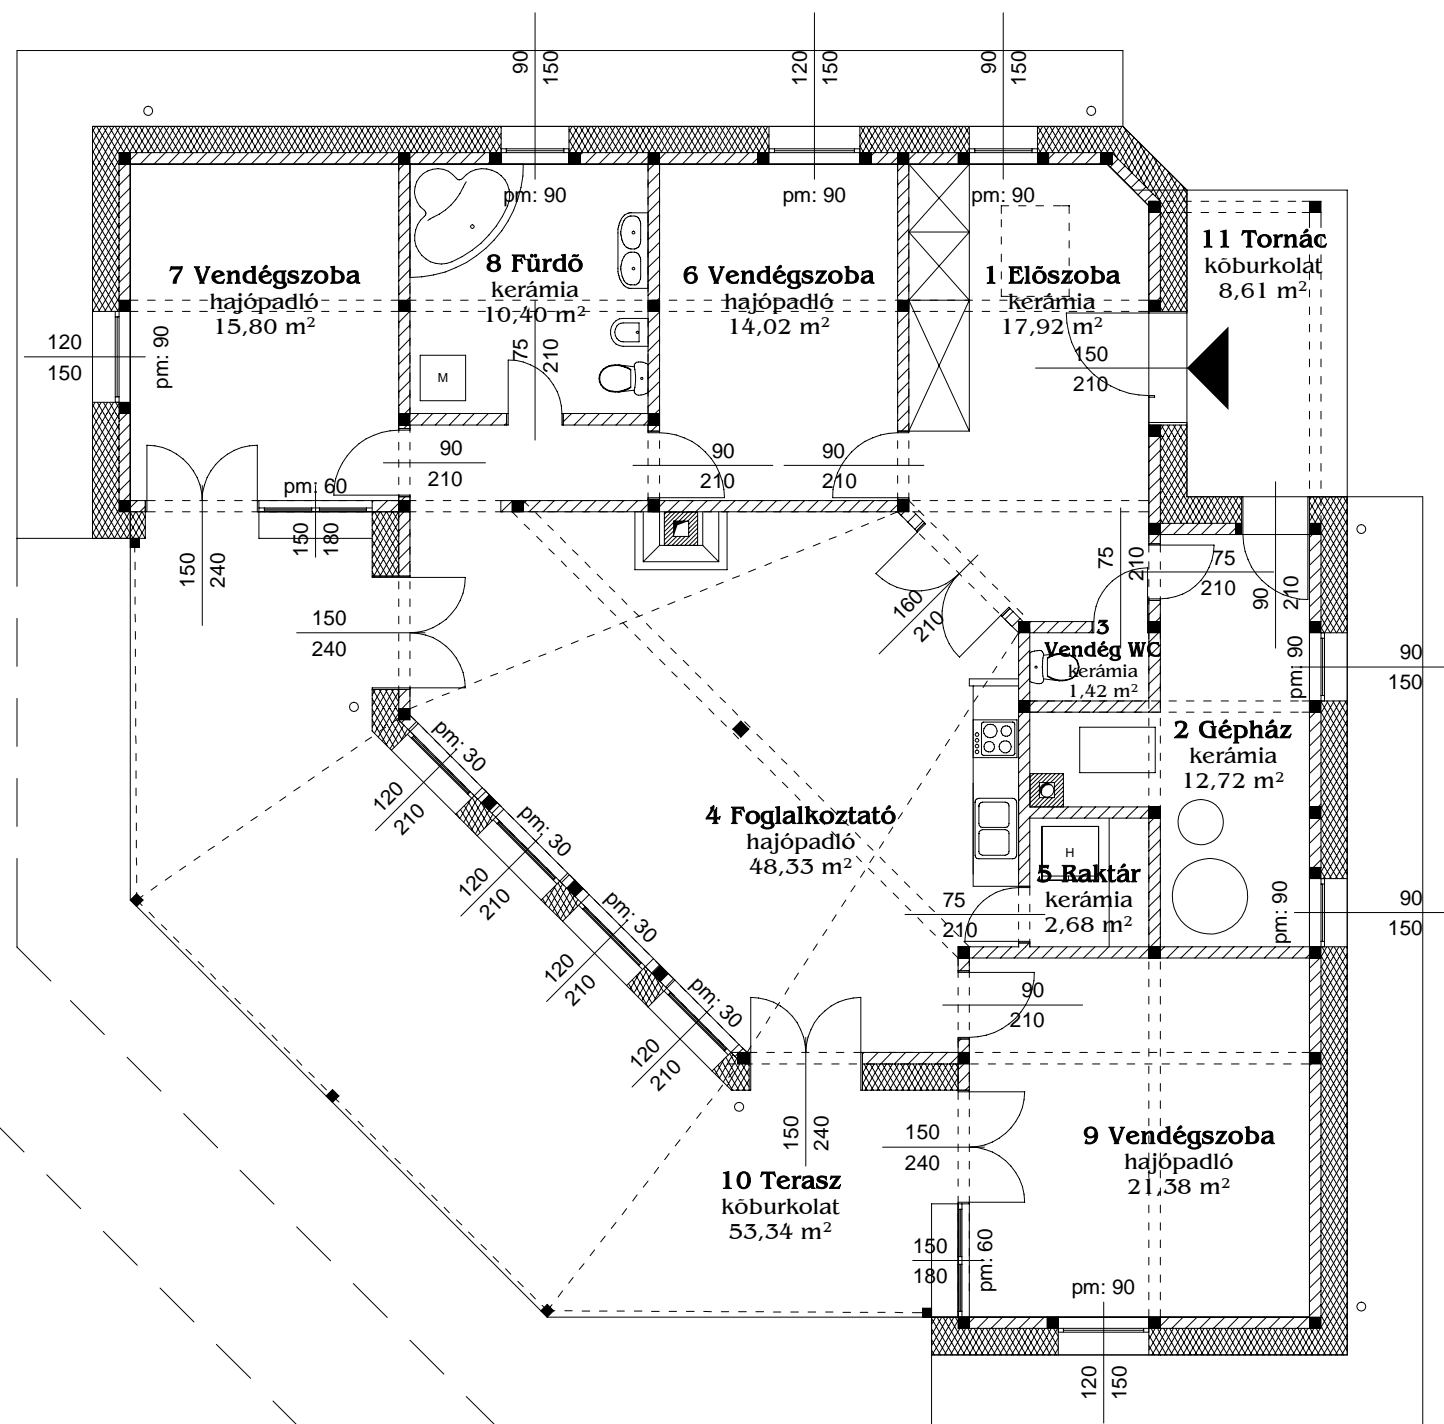 90
150
120
150
90
150
pm: 90
pm: 90
pm: 90
11 Tornác
kõburkolat
8,61 m²
7 Vendégszoba
hajópadló
15,80 m²
8 Fürdõ
kerámia
10,40 m²
6 Vendégszoba
hajópadló
14,02 m²
1 Elõszoba
kerámia
17,92 m²
120
150
pm: 90
75
210
M
150
210
90
210
90
210
90
210
pm: 60
150
180
150
240
150
240
160
210
75
210
75
210
90
210
3
Vendég WC
kerámia
1,42 m²
pm: 90
90
150
2 Gépház
kerámia
12,72 m²
pm: 30
120
210
pm: 30
120
210
pm: 30
120
210
pm: 30
120
210
4 Foglalkoztató
hajópadló
48,33 m²
H
5 Raktár
kerámia
2,68 m²
75
210
pm: 90
90
150
90
210
150
240
150
240
9 Vendégszoba
hajópadló
21,38 m²
10 Terasz
kõburkolat
53,34 m²
150
180
pm: 60
pm: 90
120
150